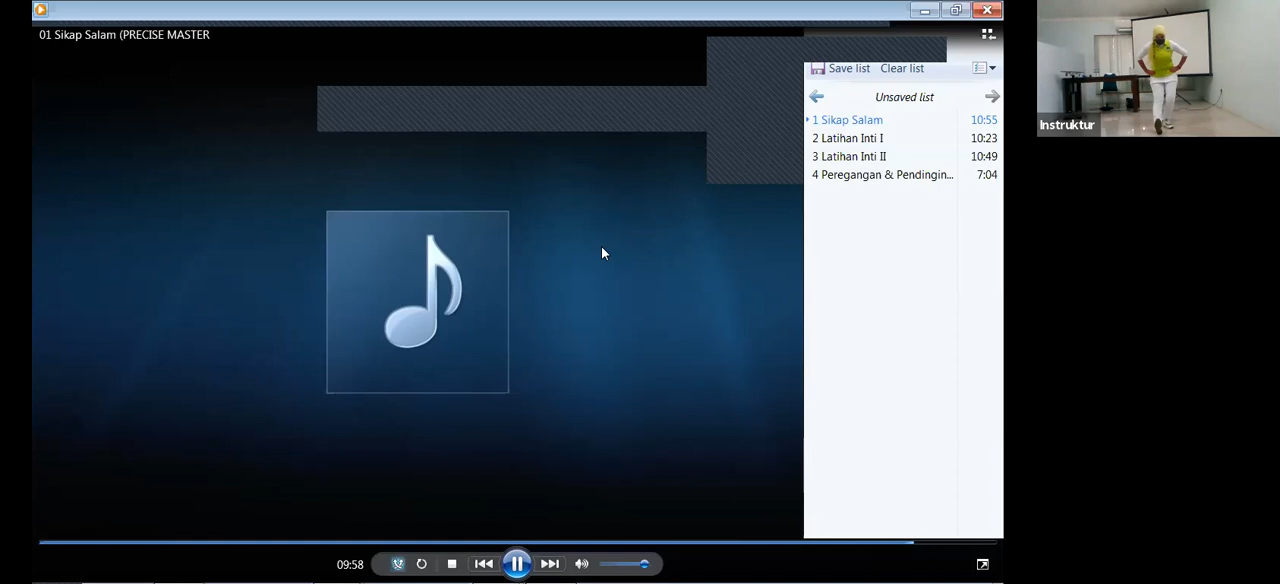 01 Sikap Salam (PRECISE MASTER
Save list Clear list
Unsaved list
1 Sikap Salam 10:55
2 Latihan Inti I 10:23
3 Latihan Inti II 10:49
4 Peregangan & Pendingin... 7:04
Instruktur
09:58